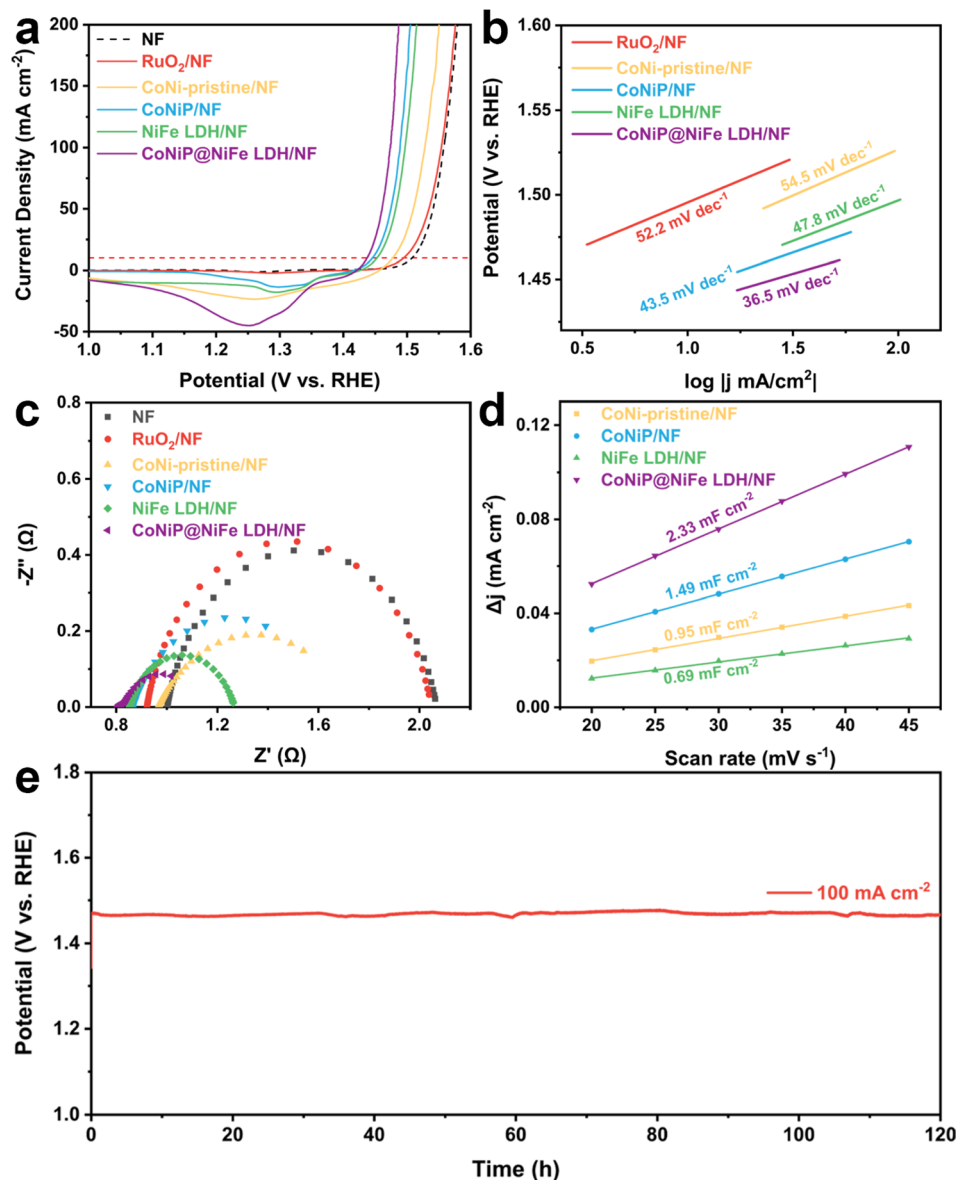 a
200
150
100
50
0
-50
1.0
1.1
1.2
1.3
1.4
1.5
1.6
Current Density (mA cm⁻²)
Potential (V vs. RHE)
NF
RuO₂/NF
CoNi-pristine/NF
CoNiP/NF
NiFe LDH/NF
CoNiP@NiFe LDH/NF
b
1.60
1.55
1.50
1.45
0.5
1.0
1.5
2.0
Potential (V vs. RHE)
log |j mA/cm²|
RuO₂/NF
CoNi-pristine/NF
CoNiP/NF
NiFe LDH/NF
CoNiP@NiFe LDH/NF
52.2 mV dec⁻¹
54.5 mV dec⁻¹
47.8 mV dec⁻¹
43.5 mV dec⁻¹
36.5 mV dec⁻¹
c
0.8
0.6
0.4
0.2
0.0
0.8
1.2
1.6
2.0
-Z" (Ω)
Z' (Ω)
NF
RuO₂/NF
CoNi-pristine/NF
CoNiP/NF
NiFe LDH/NF
CoNiP@NiFe LDH/NF
d
0.12
0.08
0.04
0.00
20
25
30
35
40
45
Δj (mA cm⁻²)
Scan rate (mV s⁻¹)
CoNi-pristine/NF
CoNiP/NF
NiFe LDH/NF
CoNiP@NiFe LDH/NF
2.33 mF cm⁻²
1.49 mF cm⁻²
0.95 mF cm⁻²
0.69 mF cm⁻²
e
1.8
1.6
1.4
1.2
1.0
0
20
40
60
80
100
120
Potential (V vs. RHE)
Time (h)
100 mA cm⁻²